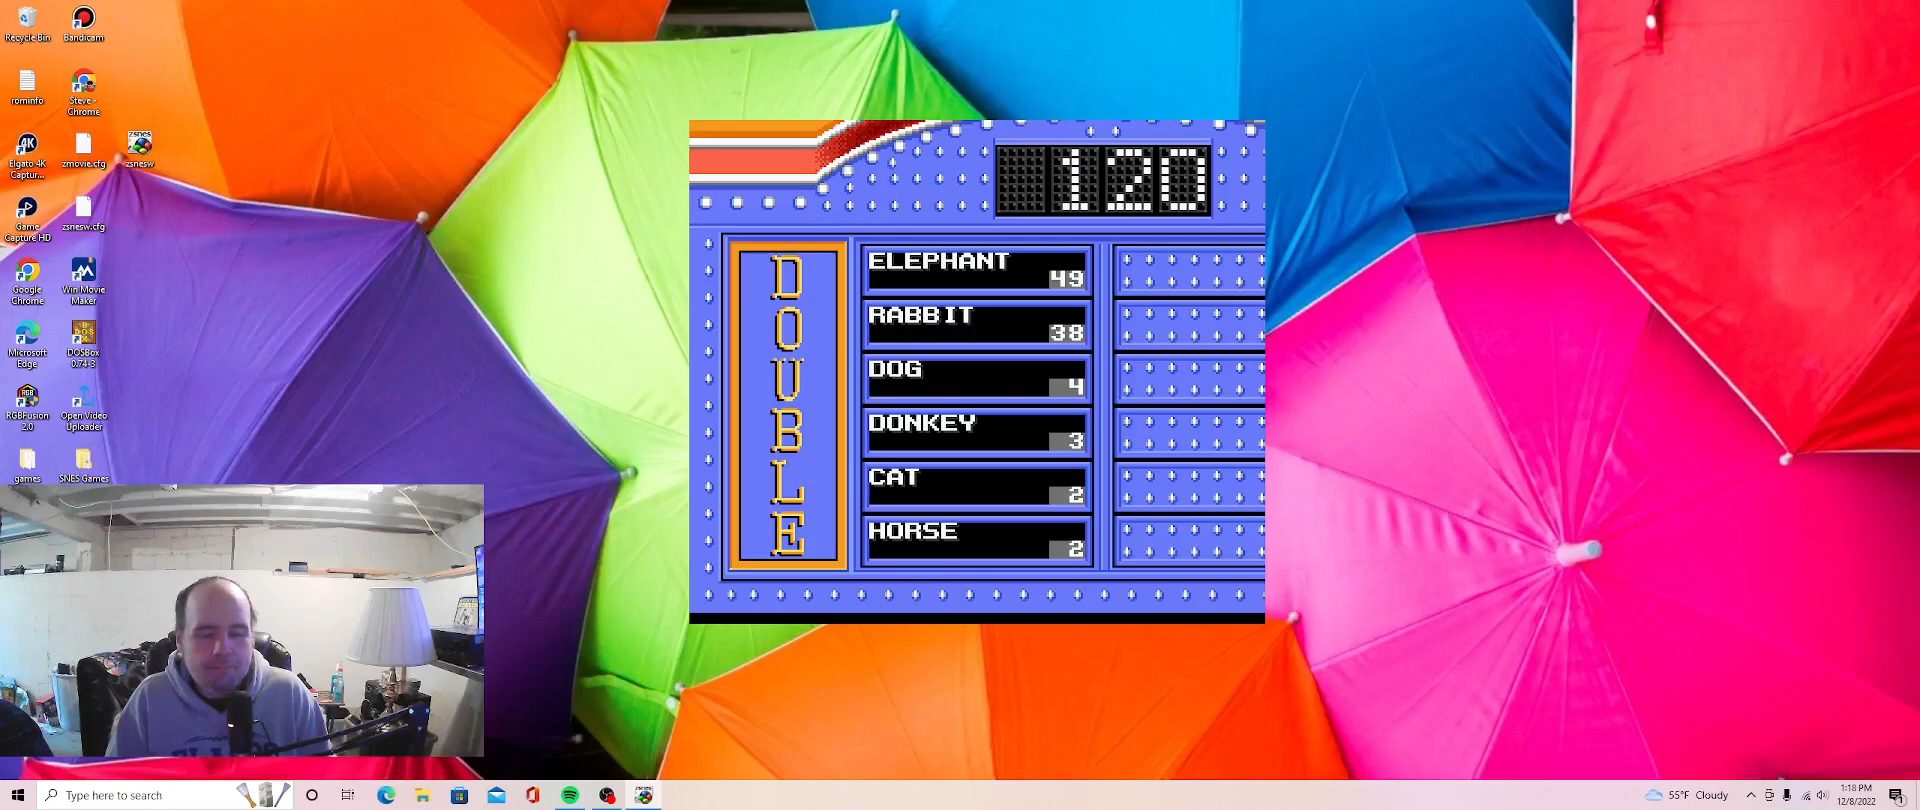 Recycle Bin
Bandicam
rominfo
Steve - Chrome
Elgato 4K Captur...
zmovie.cfg
zsnes
zsnesw
Game Capture HD
zsnesw.cfg
Google Chrome
Win Movie Maker
Microsoft Edge
DOSBox 0.74-3
RGBFusion 2.0
Open Video Uploader
games
SNES Games
120
DOUBLE
ELEPHANT
49
RABBIT
38
DOG
4
DONKEY
3
CAT
2
HORSE
2
Type here to search
55°F Cloudy
1:18 PM
12/8/2022